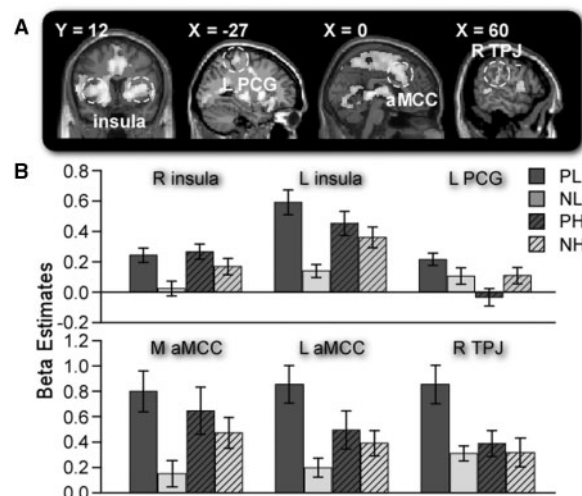 A
Y = 12
X = -27
X = 0
X = 60
R TPJ
L PCG
aMCC
insula
B
0.8
0.6
0.4
0.2
0.0
-0.2
R insula
L insula
L PCG
PL
NL
PH
NH
Beta Estimates
1.0
0.8
0.6
0.4
0.2
0.0
M aMCC
L aMCC
R TPJ